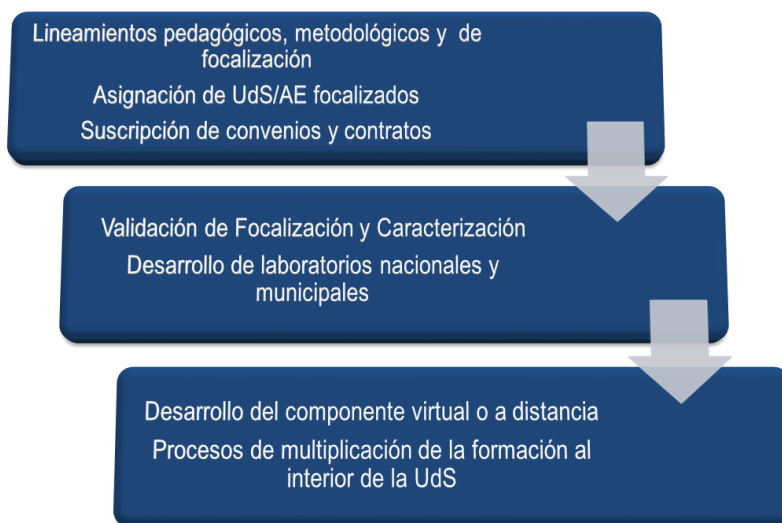 Lineamientos pedagógicos, metodológicos y  de
focalización
Asignación de UdS/AE focalizados
Suscripción de convenios y contratos
Validación de Focalización y Caracterización
Desarrollo de laboratorios nacionales y
municipales
Desarrollo del componente virtual o a distancia
Procesos de multiplicación de la formación al
interior de la UdS